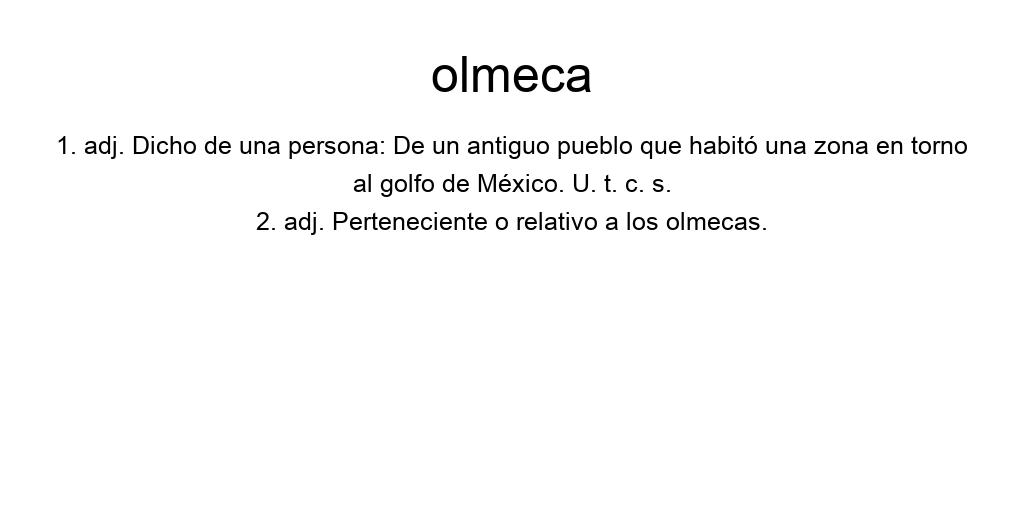 olmeca
1. adj. Dicho de una persona: De un antiguo pueblo que habitó una zona en torno
al golfo de México. U. t. c. s.
2. adj. Perteneciente o relativo a los olmecas.